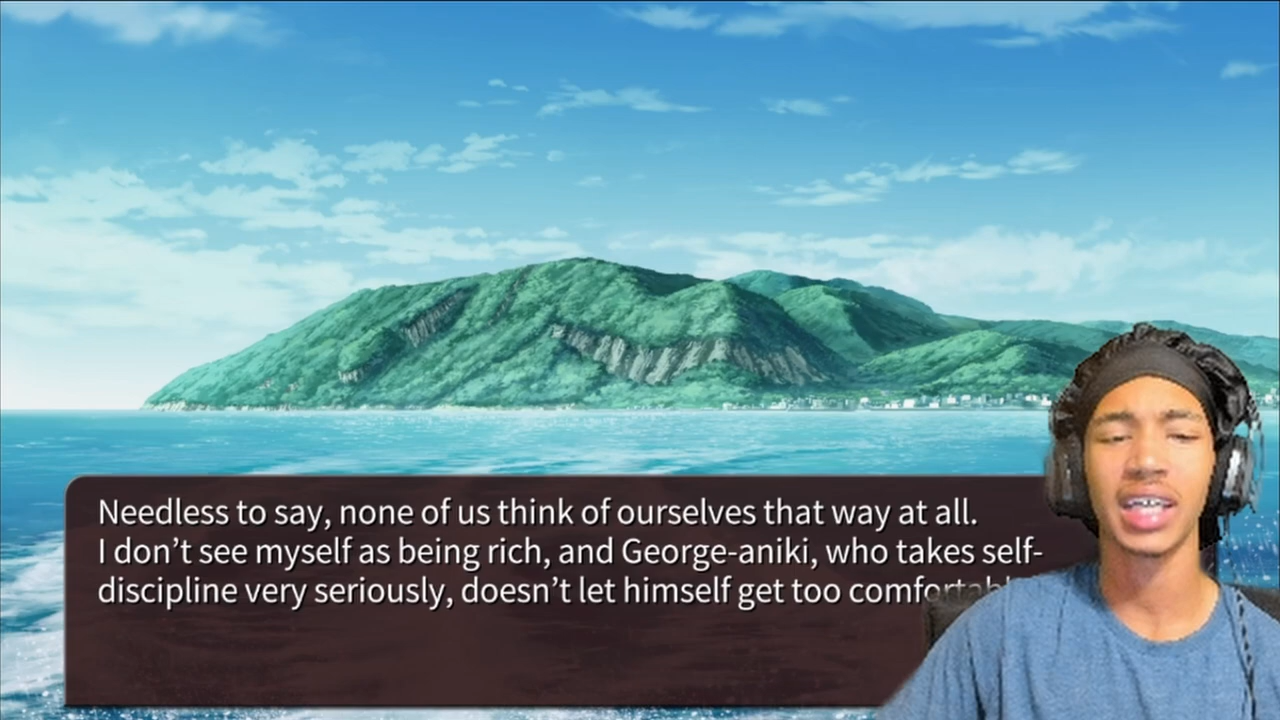 Needless to say, none of us think of ourselves that way at all.
I don't see myself as being rich, and George-aniki, who takes self-
discipline very seriously, doesn't let himself get too comfortabl